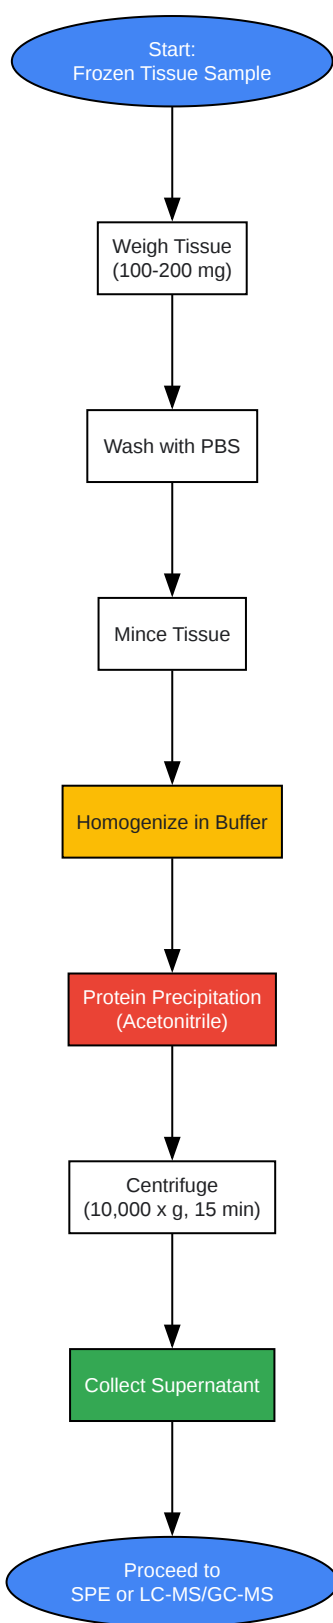 Start:
Frozen Tissue Sample
Weigh Tissue
(100-200 mg)
Wash with PBS
Mince Tissue
Homogenize in Buffer
Protein Precipitation
(Acetonitrile)
Centrifuge
(10,000 x g, 15 min)
Collect Supernatant
Proceed to
SPE or LC-MS/GC-MS